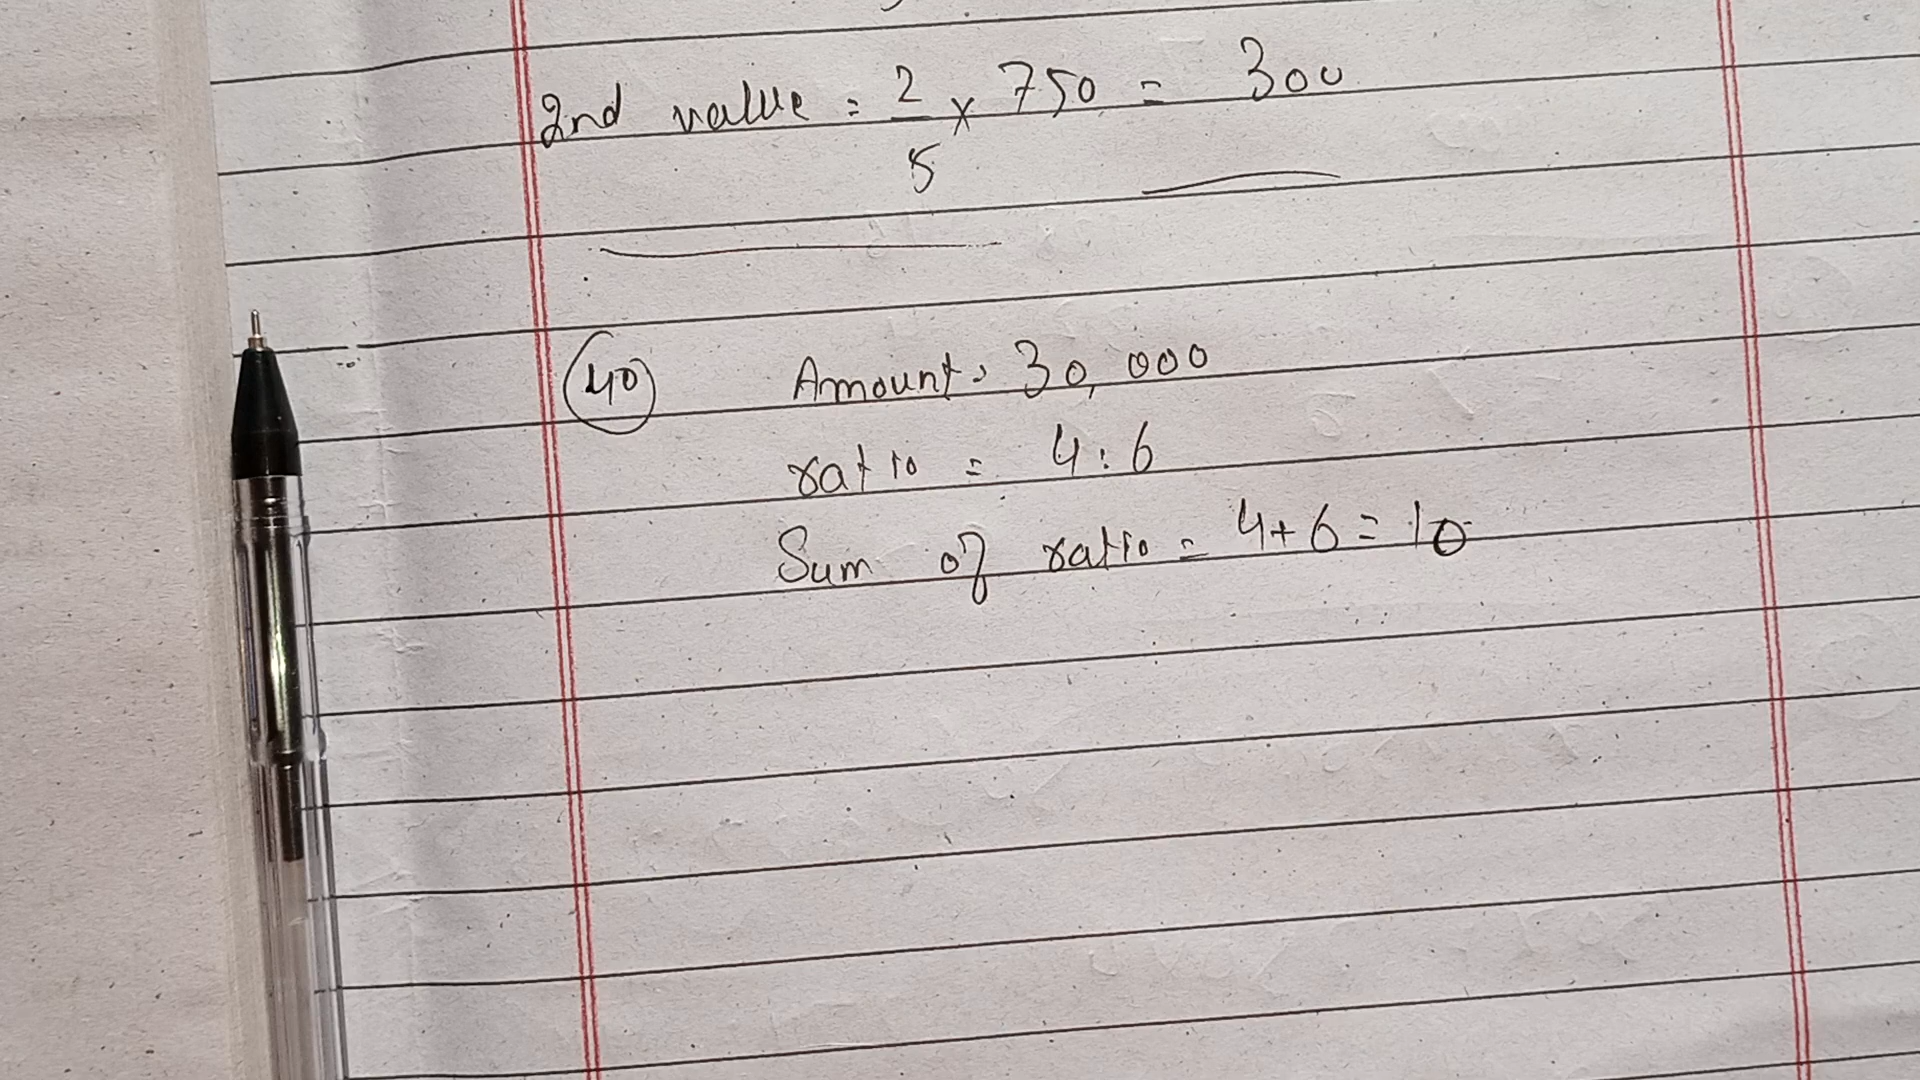 2nd value = 2/5 × 750 = 300
40 Amount = 30,000
ratio = 4:6
Sum of ratio = 4+6 = 10